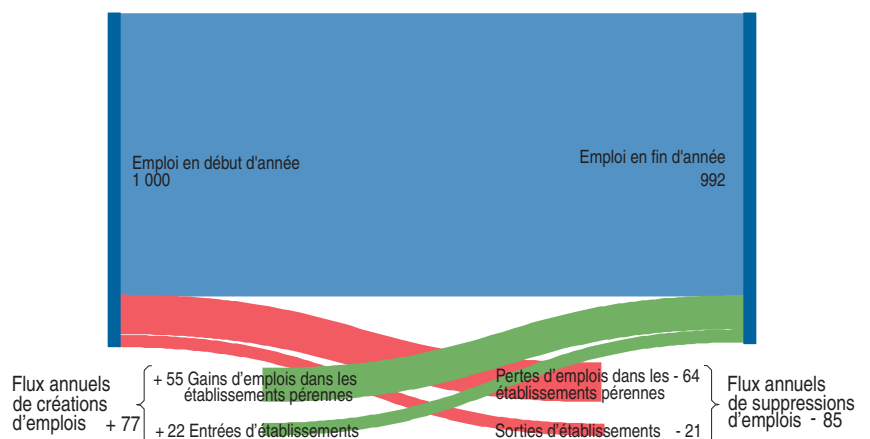 Emploi en début d'année
1 000
Emploi en fin d'année
992
Flux annuels
de créations
d'emplois + 77
+ 55 Gains d'emplois dans les
établissements pérennes
+ 22 Entrées d'établissements
Pertes d'emplois dans les - 64
établissements pérennes
Sorties d'établissements - 21
Flux annuels
de suppressions
d'emplois - 85